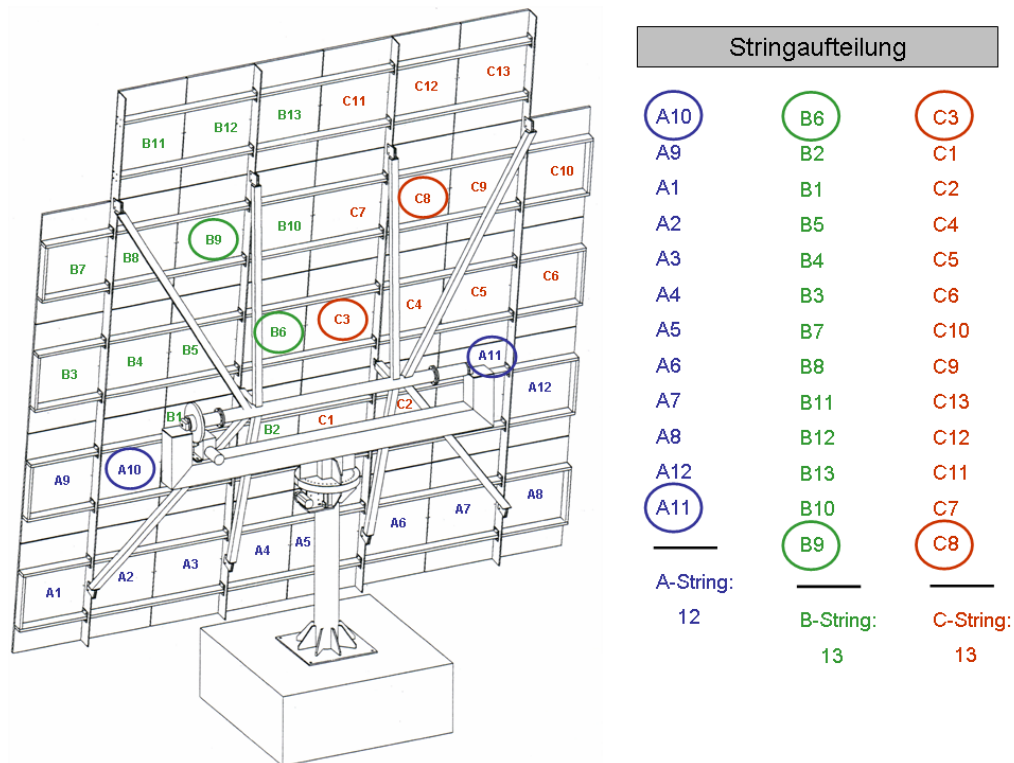 C13
C12
C11
B13
B12
B11
C10
C9
C8
C7
B10
B9
B8
B7
C6
C5
C4
C3
B6
B5
B4
B3
A11
A12
C2
C1
B2
B1
A10
A9
A8
A7
A6
A5
A4
A3
A2
A1
Stringaufteilung
A10 B6 C3
A9 B2 C1
A1 B1 C2
A2 B5 C4
A3 B4 C5
A4 B3 C6
A5 B7 C10
A6 B8 C9
A7 B11 C13
A8 B12 C12
A12 B13 C11
A11 B10 C7
B9 C8
A-String:
12
B-String: C-String:
13 13